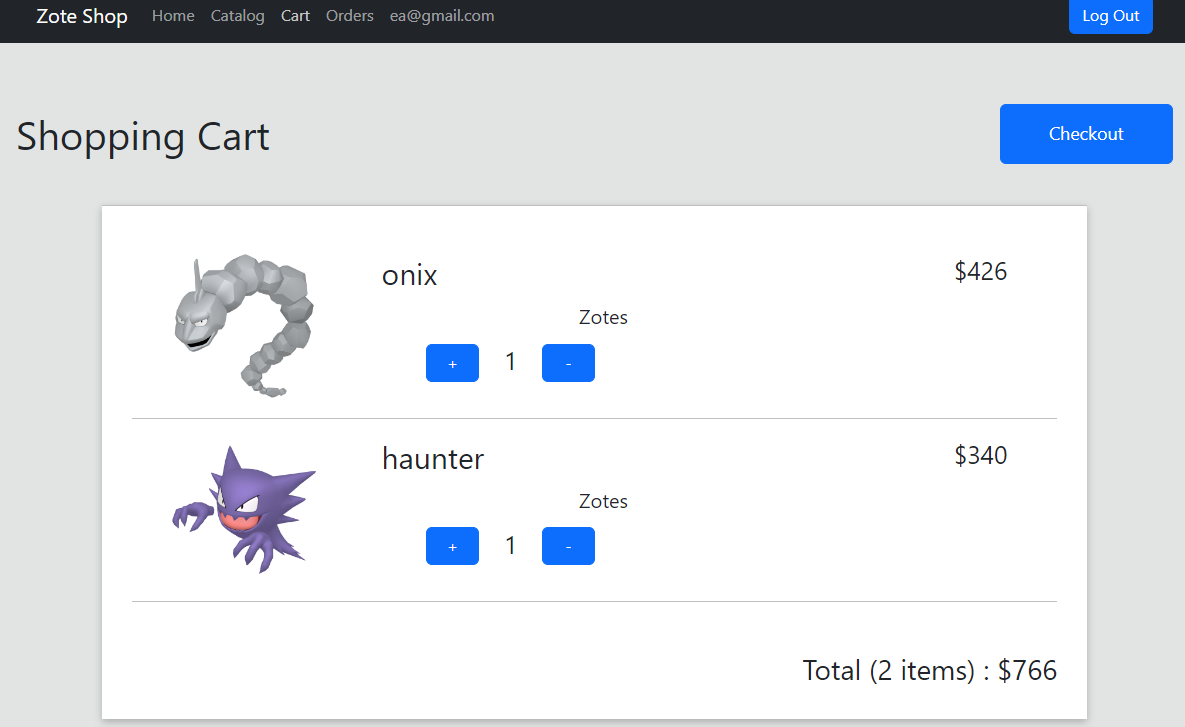 Zote Shop Home Catalog Cart Orders ea@gmail.com Log Out
Shopping Cart Checkout
onix $426
Zotes
+ 1 -
haunter $340
Zotes
+ 1 -
Total (2 items) : $766